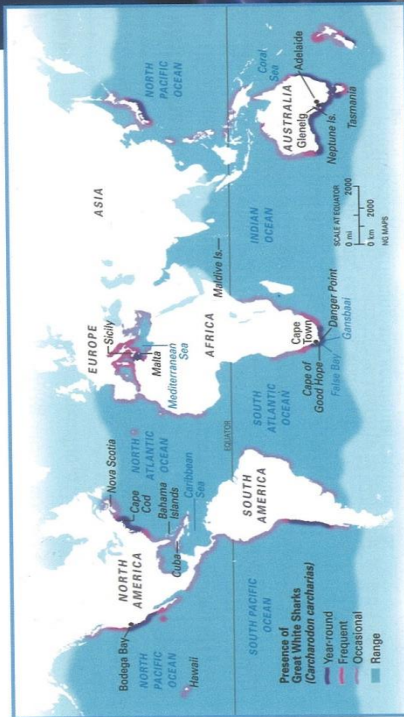 NORTH
PACIFIC
OCEAN
ASIA
EUROPE
Sicily
Malta
Mediterranean
Sea
AFRICA
Maldive Is.
INDIAN
OCEAN
Coral
Sea
AUSTRALIA
Adelaide
Glenelg
Neptune Is.
Tasmania
SCALE AT EQUATOR
0 mi 2000
0 km 2000
NG MAPS
Nova Scotia
NORTH
ATLANTIC
OCEAN
NORTH
AMERICA
Cape
Cod
Bahama
Islands
Caribbean
Sea
Cuba
Bodega Bay
NORTH
PACIFIC
OCEAN
Hawaii
EQUATOR
SOUTH
AMERICA
SOUTH
ATLANTIC
OCEAN
Cape
Town
Cape of
Good Hope
False Bay
Danger Point
Gansbaai
SOUTH PACIFIC
OCEAN
Presence of
Great White Sharks
(Carcharodon carcharias)
Year-round
Frequent
Occasional
Range